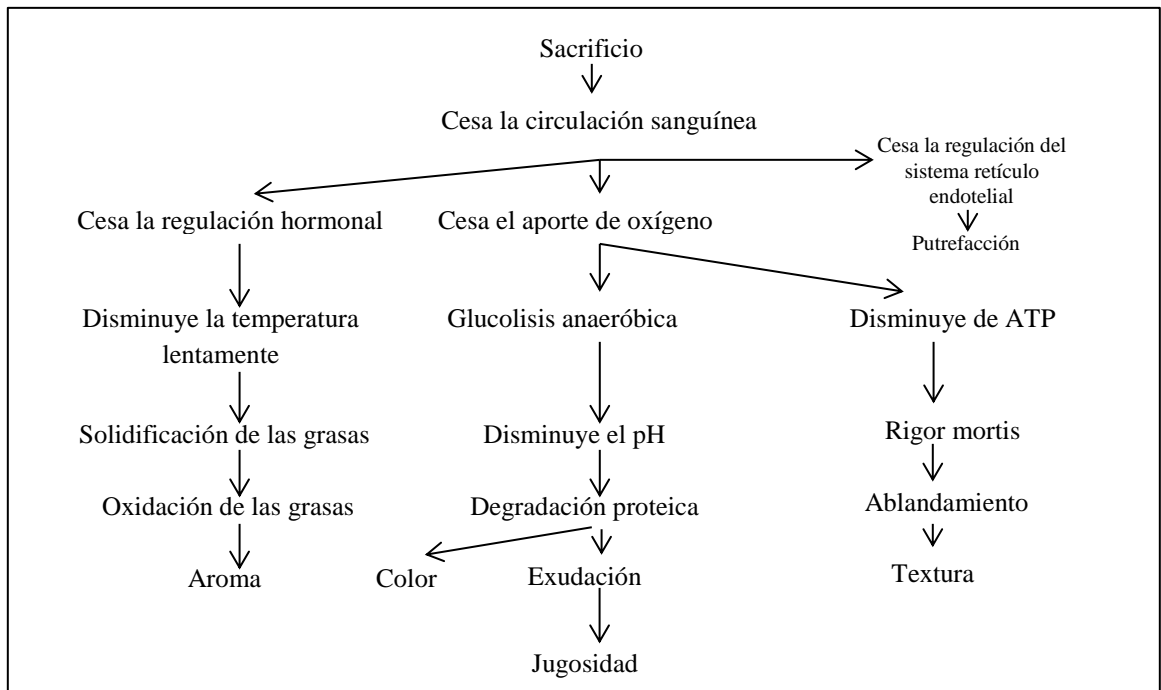 Sacrificio
Cesa la circulación sanguínea
Cesa la regulación del
sistema retículo
endotelial
Putrefacción
Cesa la regulación hormonal
Cesa el aporte de oxígeno
Disminuye la temperatura
lentamente
Glucolisis anaeróbica
Disminuye de ATP
Solidificación de las grasas
Disminuye el pH
Rigor mortis
Oxidación de las grasas
Degradación proteica
Ablandamiento
Aroma
Color
Exudación
Textura
Jugosidad